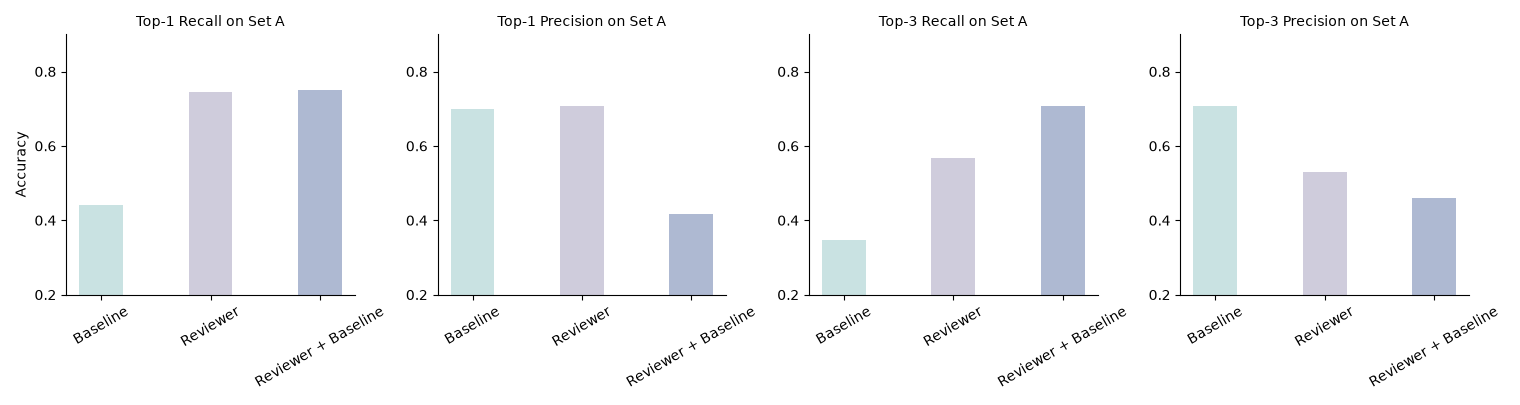 Top-1 Recall on Set A
Accuracy
0.8
0.6
0.4
0.2
Baseline
Reviewer
Reviewer + Baseline
Top-1 Precision on Set A
0.8
0.6
0.4
0.2
Baseline
Reviewer
Reviewer + Baseline
Top-3 Recall on Set A
0.8
0.6
0.4
0.2
Baseline
Reviewer
Reviewer + Baseline
Top-3 Precision on Set A
0.8
0.6
0.4
0.2
Baseline
Reviewer
Reviewer + Baseline